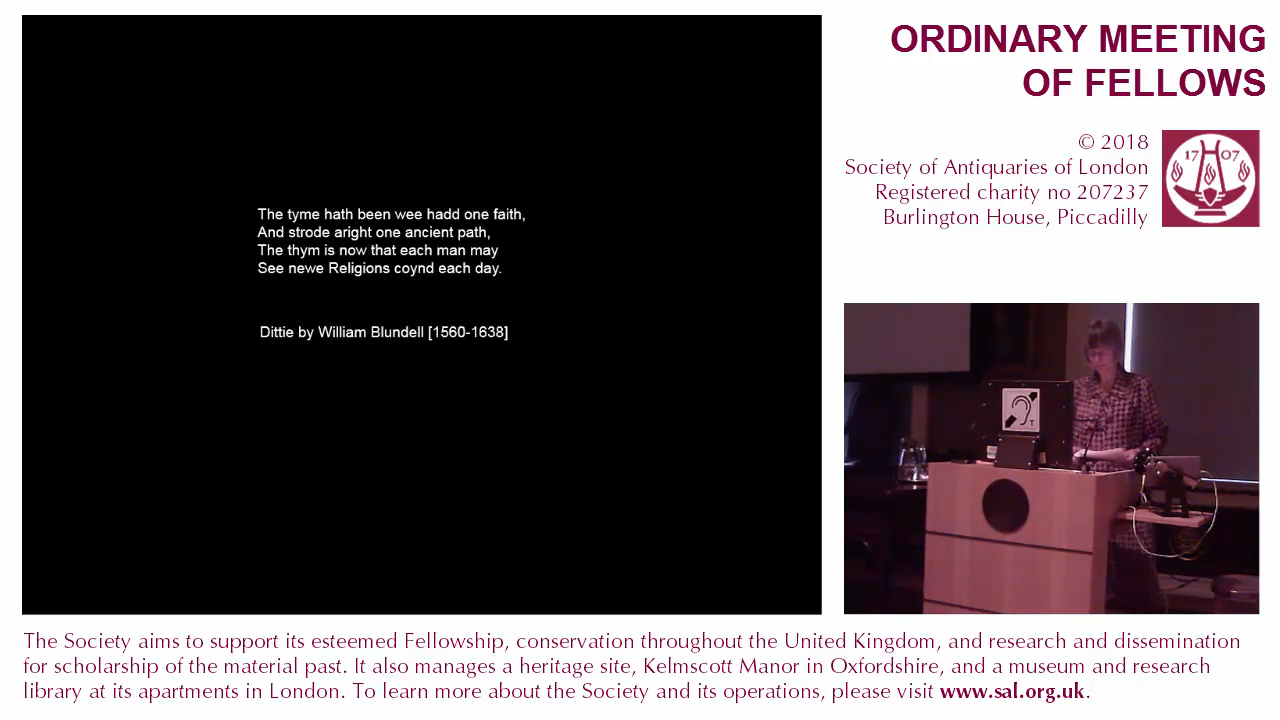 The tyme hath been wee hadd one faith,
And strode aright one ancient path,
The thym is now that each man may
See newe Religions coynd each day.
Dittie by William Blundell [1560-1638]
ORDINARY MEETING
OF FELLOWS
© 2018
Society of Antiquaries of London
Registered charity no 207237
Burlington House, Piccadilly
17 07
T
The Society aims to support its esteemed Fellowship, conservation throughout the United Kingdom, and research and dissemination
for scholarship of the material past. It also manages a heritage site, Kelmscott Manor in Oxfordshire, and a museum and research
library at its apartments in London. To learn more about the Society and its operations, please visit www.sal.org.uk.